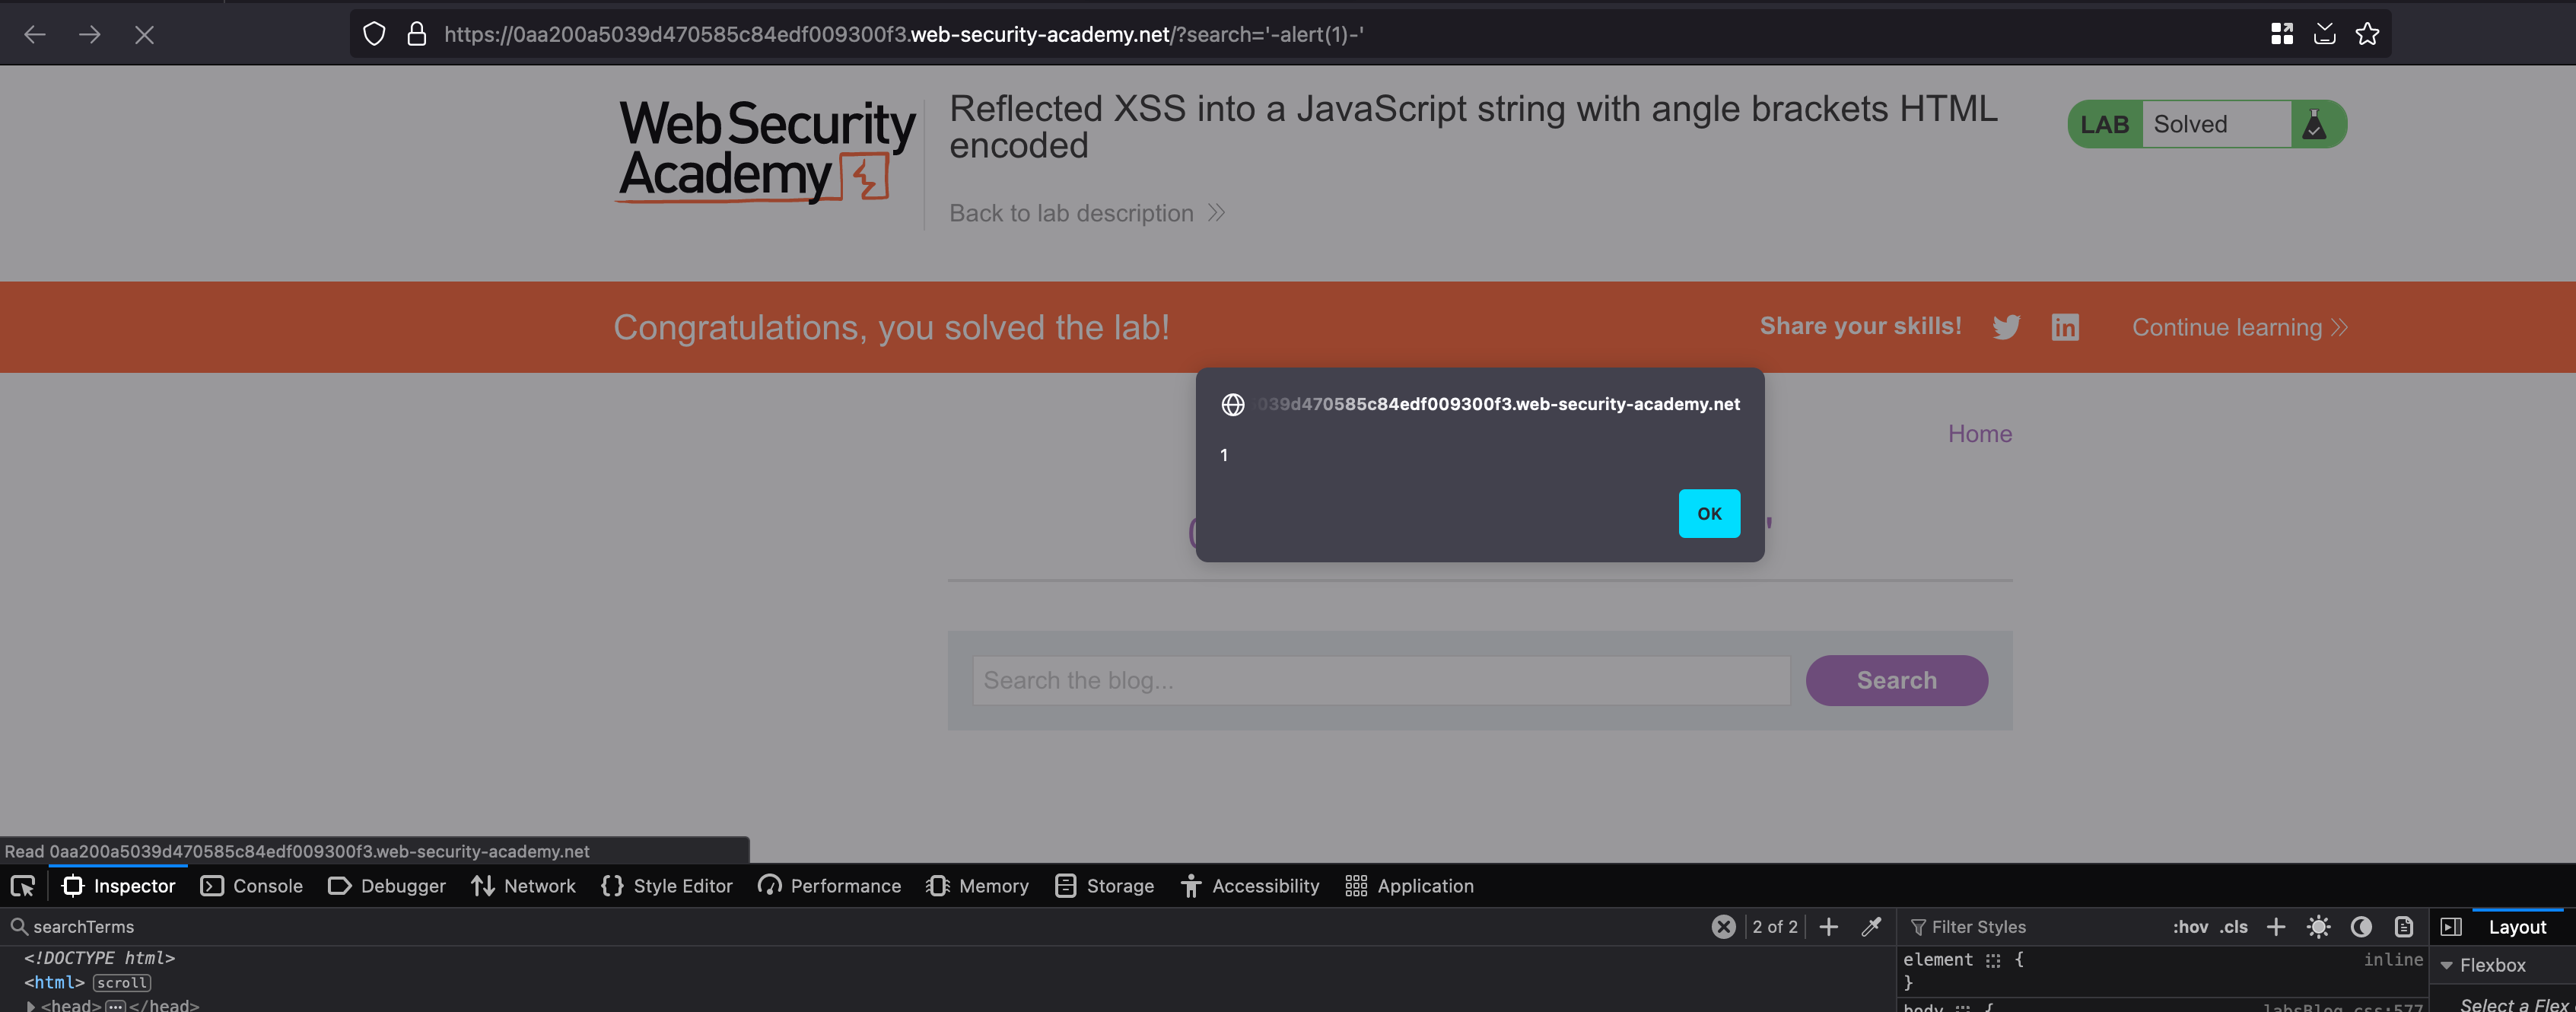 https://0aa200a5039d470585c84edf009300f3.web-security-academy.net/?search='-alert(1)-'
Web Security
Academy
Reflected XSS into a JavaScript string with angle brackets HTML
encoded
LAB Solved
Back to lab description
Congratulations, you solved the lab!
Share your skills!
Continue learning
039d470585c84edf009300f3.web-security-academy.net
1
OK
Home
'
Search the blog...
Search
Read 0aa200a5039d470585c84edf009300f3.web-security-academy.net
Inspector Console Debugger Network {} Style Editor Performance Memory Storage Accessibility Application
searchTerms
2 of 2 +
Filter Styles
:hov .cls +
Layout
<!DOCTYPE html>
<html> scroll
<head> ... </head>
element { inline
}
body { labsBlog.css:577
Flexbox
Select a Flex